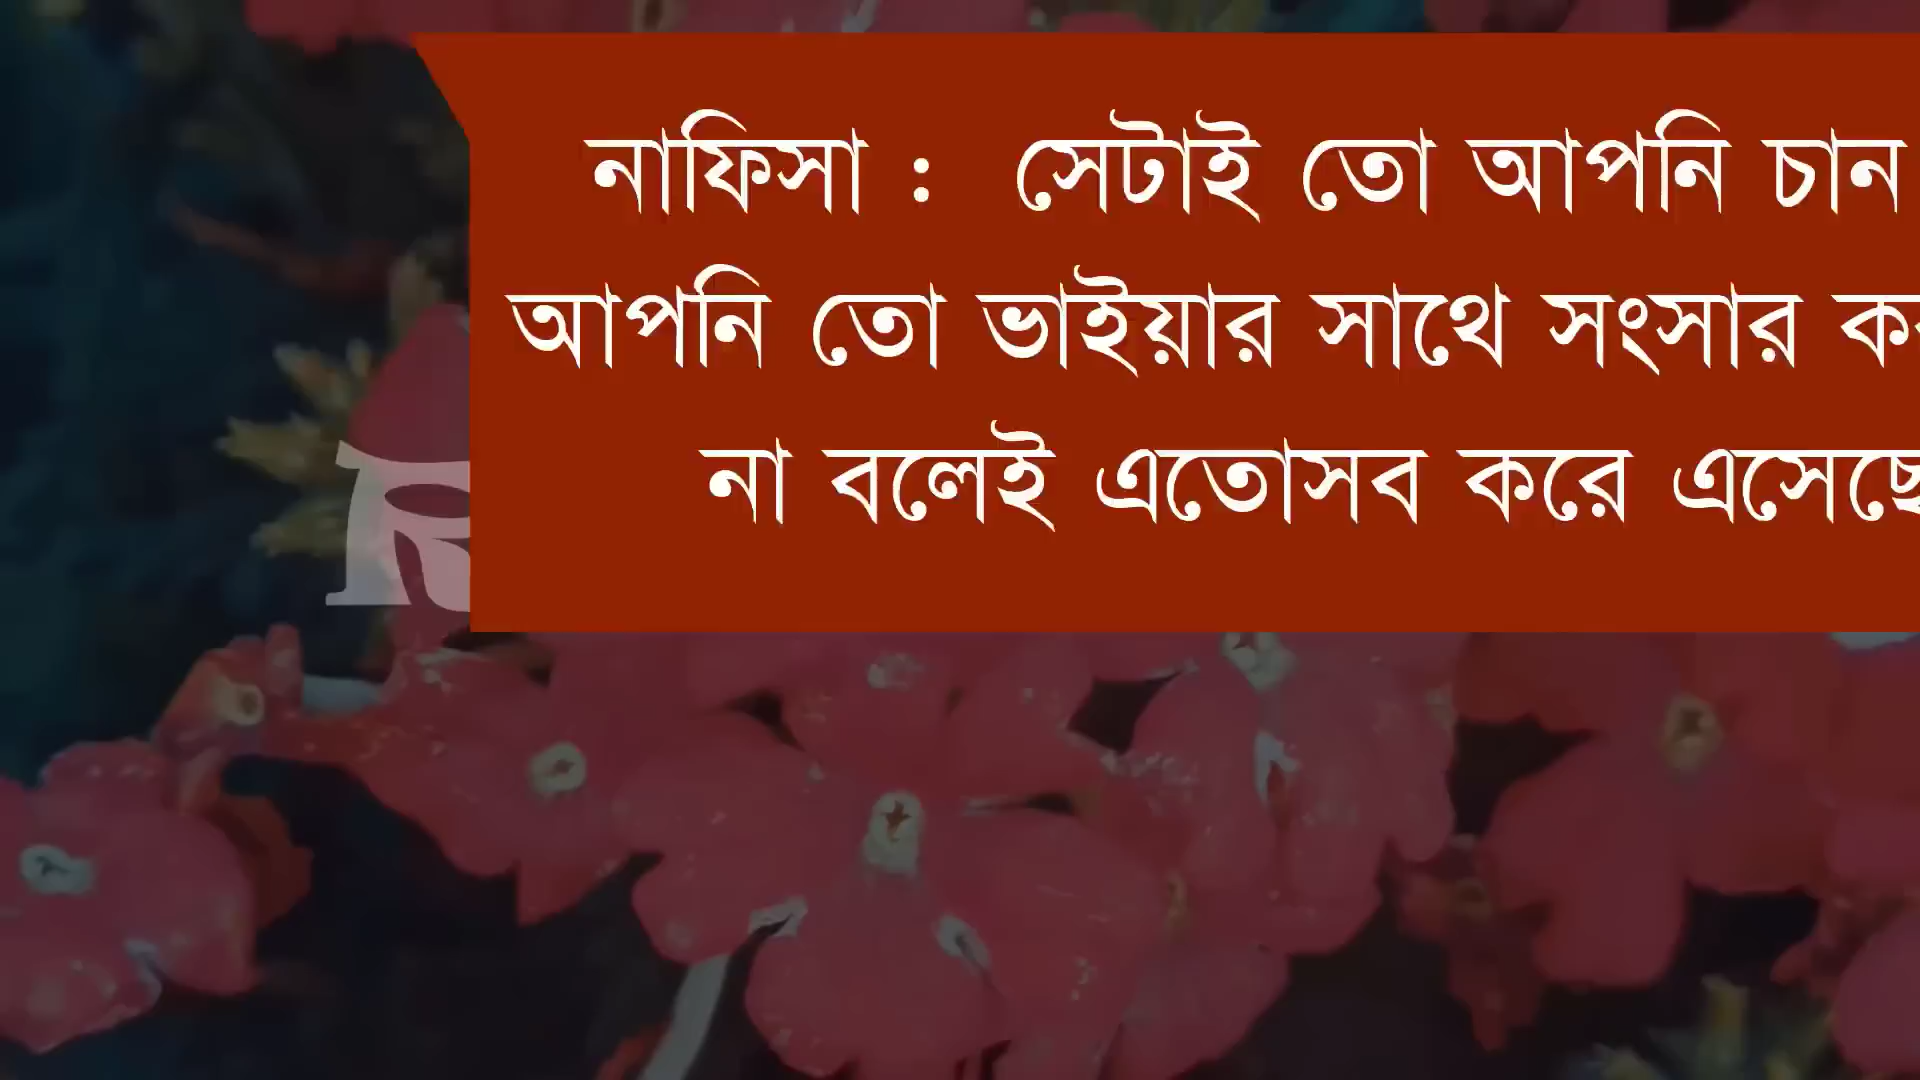 নাফিসা : সেটাই তো আপনি চান
আপনি তো ভাইয়ার সাথে সংসার
না বলেই এতোসব করে